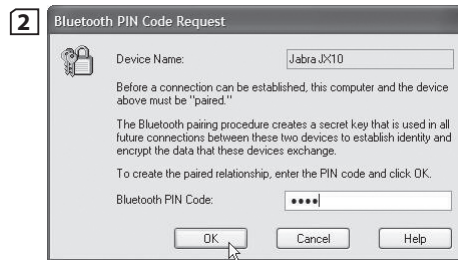 2
Bluetooth PIN Code Request
Device Name: Jabra JX10
Before a connection can be established, this computer and the device
above must be "paired."
The Bluetooth pairing procedure creates a secret key that is used in all
future connections between these two devices to establish identity and
encrypt the data that these devices exchange.
To create the paired relationship, enter the PIN code and click OK.
Bluetooth PIN Code: ••••
OK Cancel Help